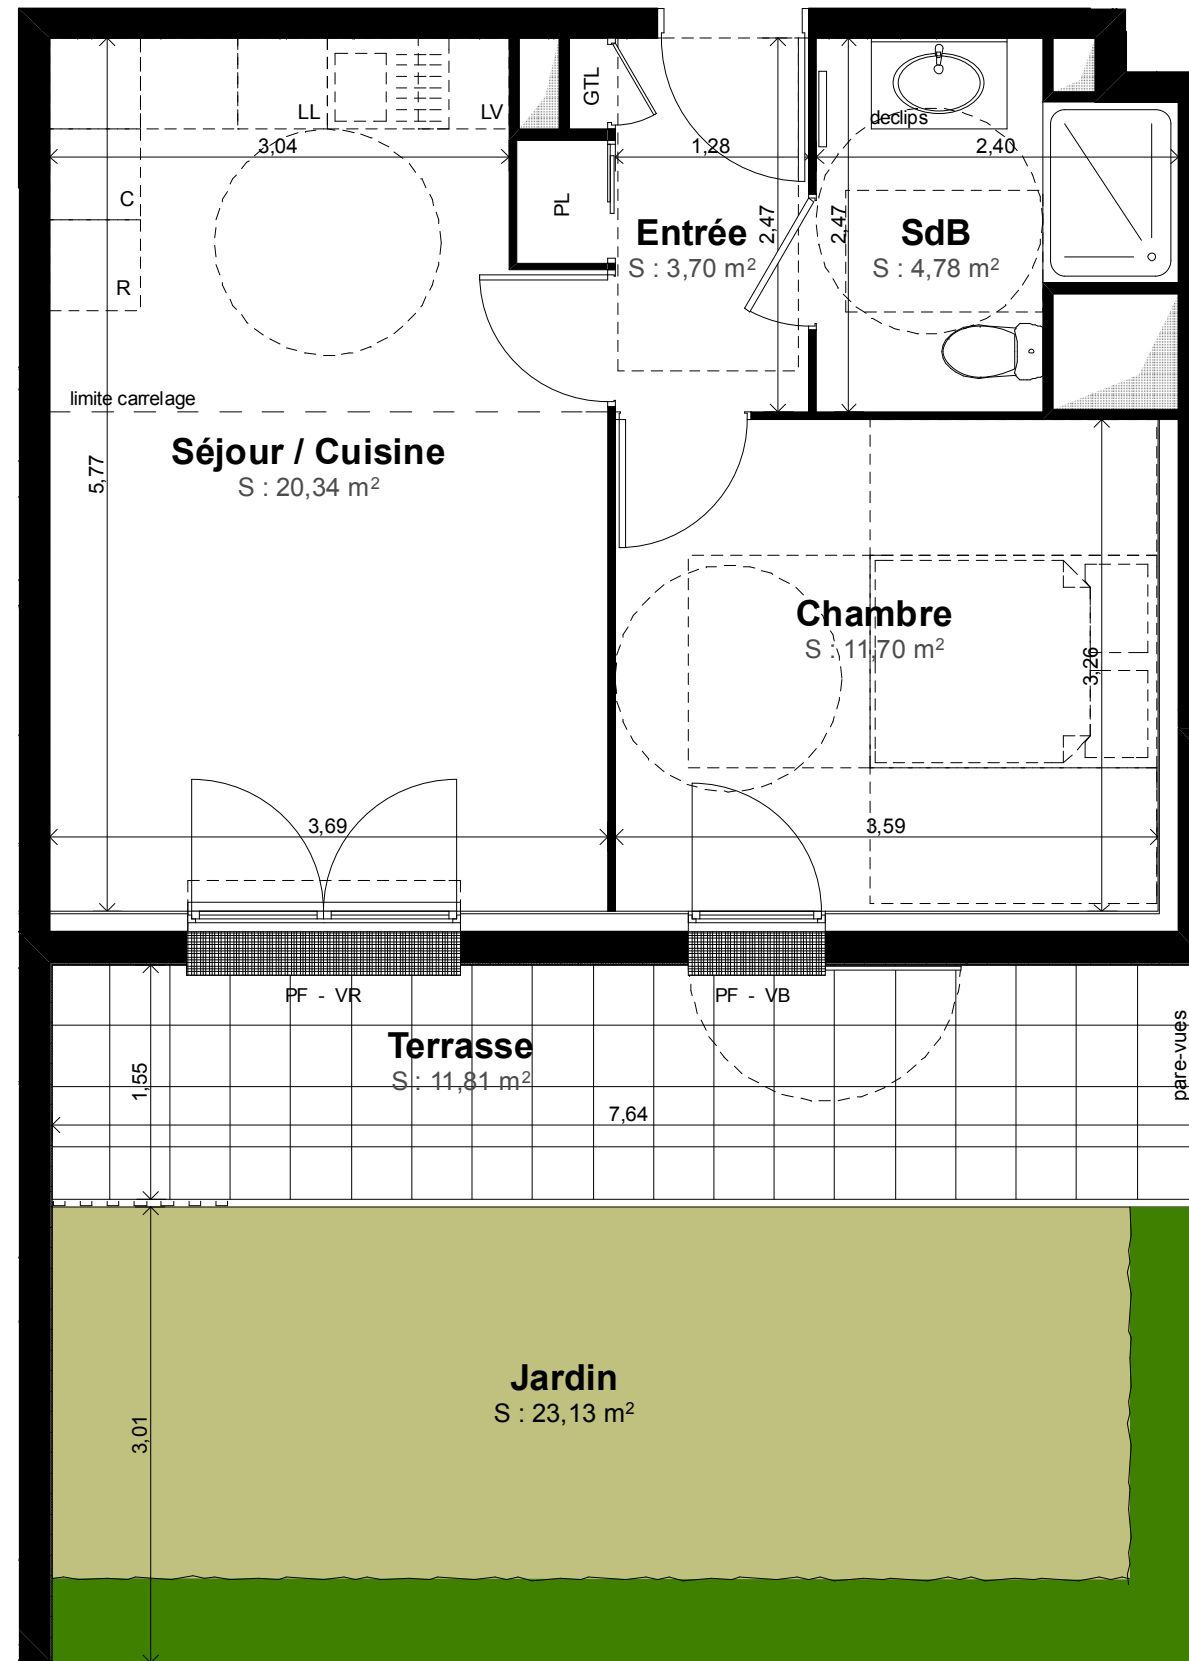 GTL
LL
LV
declips
3,04
1,28
2,40
C
PL
2,47
2,47
Entrée
S : 3,70 m²
SdB
S : 4,78 m²
R
limite carrelage
Séjour / Cuisine
S : 20,34 m²
5,77
Chambre
S : 11,70 m²
3,26
3,69
3,59
PF - VR
PF - VB
pare-vues
Terrasse
S : 11,81 m²
1,55
7,64
Jardin
S : 23,13 m²
3,01